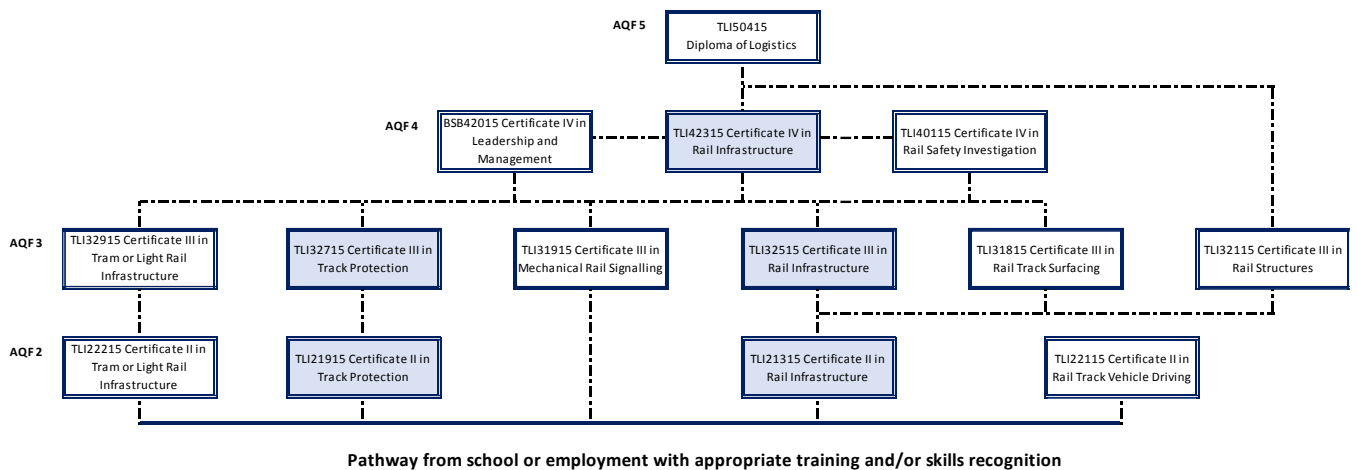 AQF 5
TLI50415
Diploma of Logistics
AQF 4
BSB42015 Certificate IV in
Leadership and
Management
TLI42315 Certificate IV in
Rail Infrastructure
TLI40115 Certificate IV in
Rail Safety Investigation
AQF 3
TLI32915 Certificate III in
Tram or Light Rail
Infrastructure
TLI32715 Certificate III in
Track Protection
TLI31915 Certificate III in
Mechanical Rail Signalling
TLI32515 Certificate III in
Rail Infrastructure
TLI31815 Certificate III in
Rail Track Surfacing
TLI32115 Certificate III in
Rail Structures
AQF 2
TLI22215 Certificate II in
Tram or Light Rail
Infrastructure
TLI21915 Certificate II in
Track Protection
TLI21315 Certificate II in
Rail Infrastructure
TLI22115 Certificate II in
Rail Track Vehicle Driving
Pathway from school or employment with appropriate training and/or skills recognition